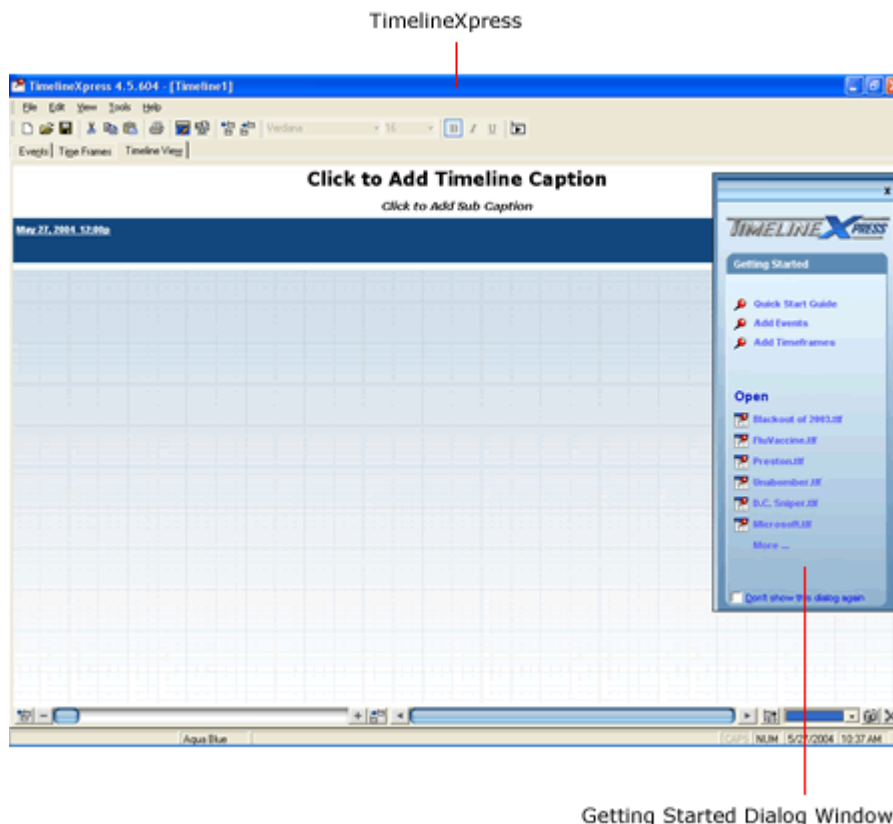 TimelineXpress
TimelineXpress 4.5.604 - [Timeline1]
File Edit View Tools Help
Verdana 16 B I U
Events Time Frames Timeline View
Click to Add Timeline Caption
Click to Add Sub Caption
May 27, 2004 12:00p
x
TIMELINE XPRESS
Getting Started
Quick Start Guide
Add Events
Add Timeframes
Open
Blackout of 2003.tlf
FluVaccine.tlf
Preston.tlf
Unabomber.tlf
D.C. Sniper.tlf
Microsoft.tlf
More ...
Don't show this dialog again
Aqua Blue
CAPS NUM 5/27/2004 10:37 AM
Getting Started Dialog Window